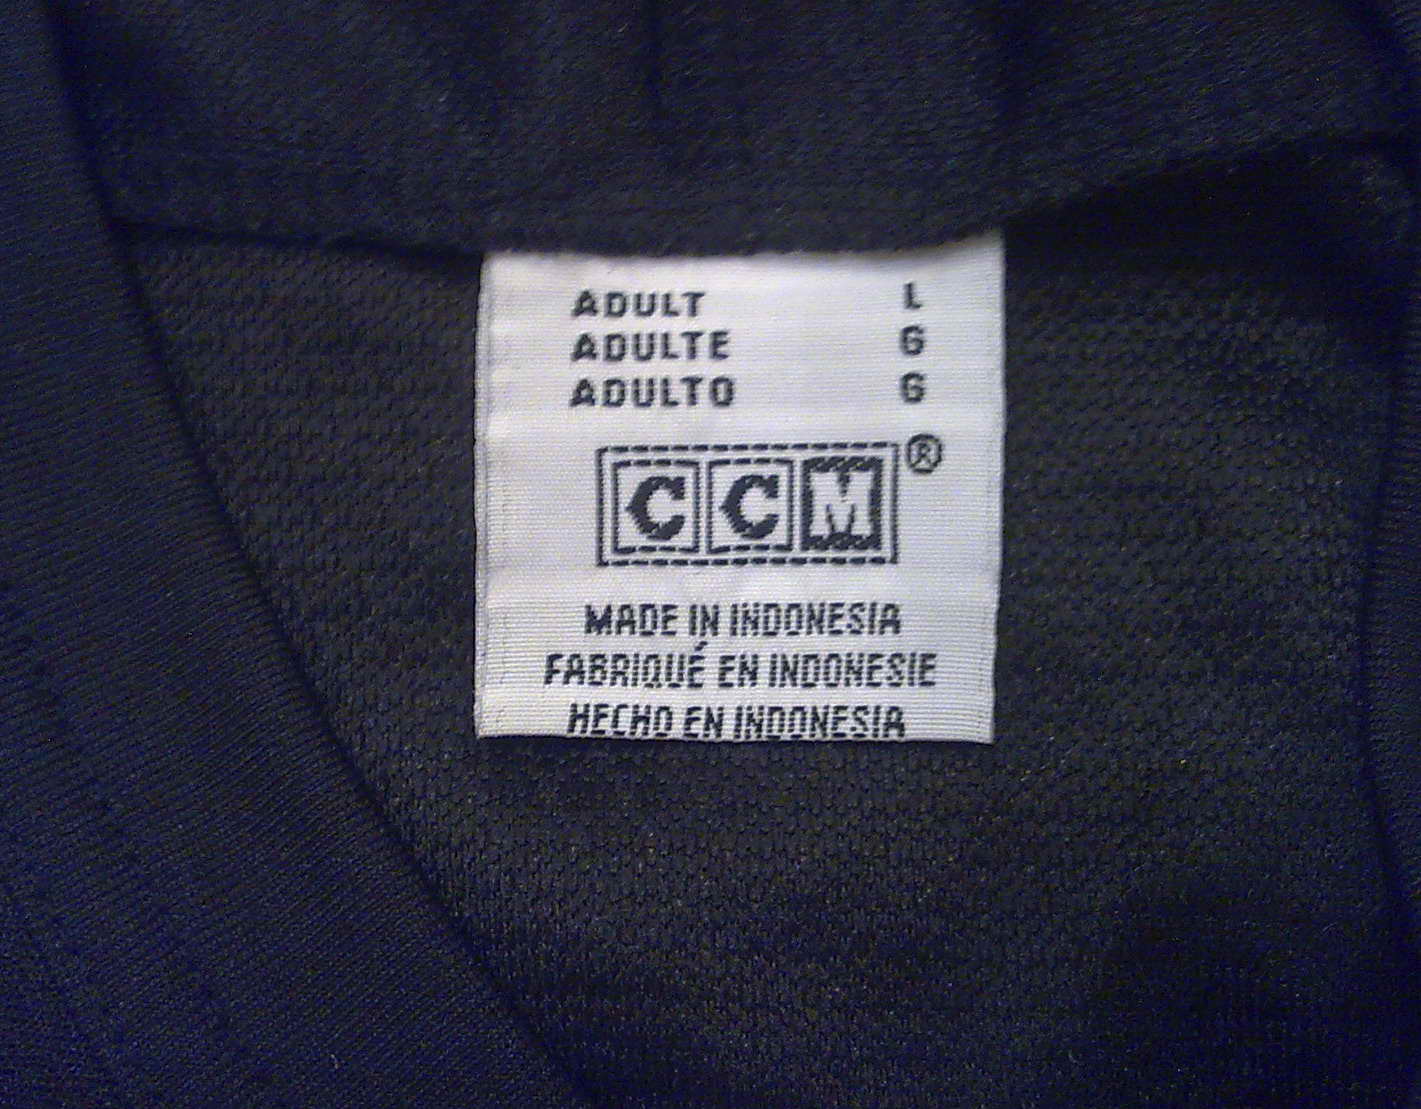 ADULT L
ADULTE G
ADULTO G
CCM®
MADE IN INDONESIA
FABRIQUÉ EN INDONESIE
HECHO EN INDONESIA